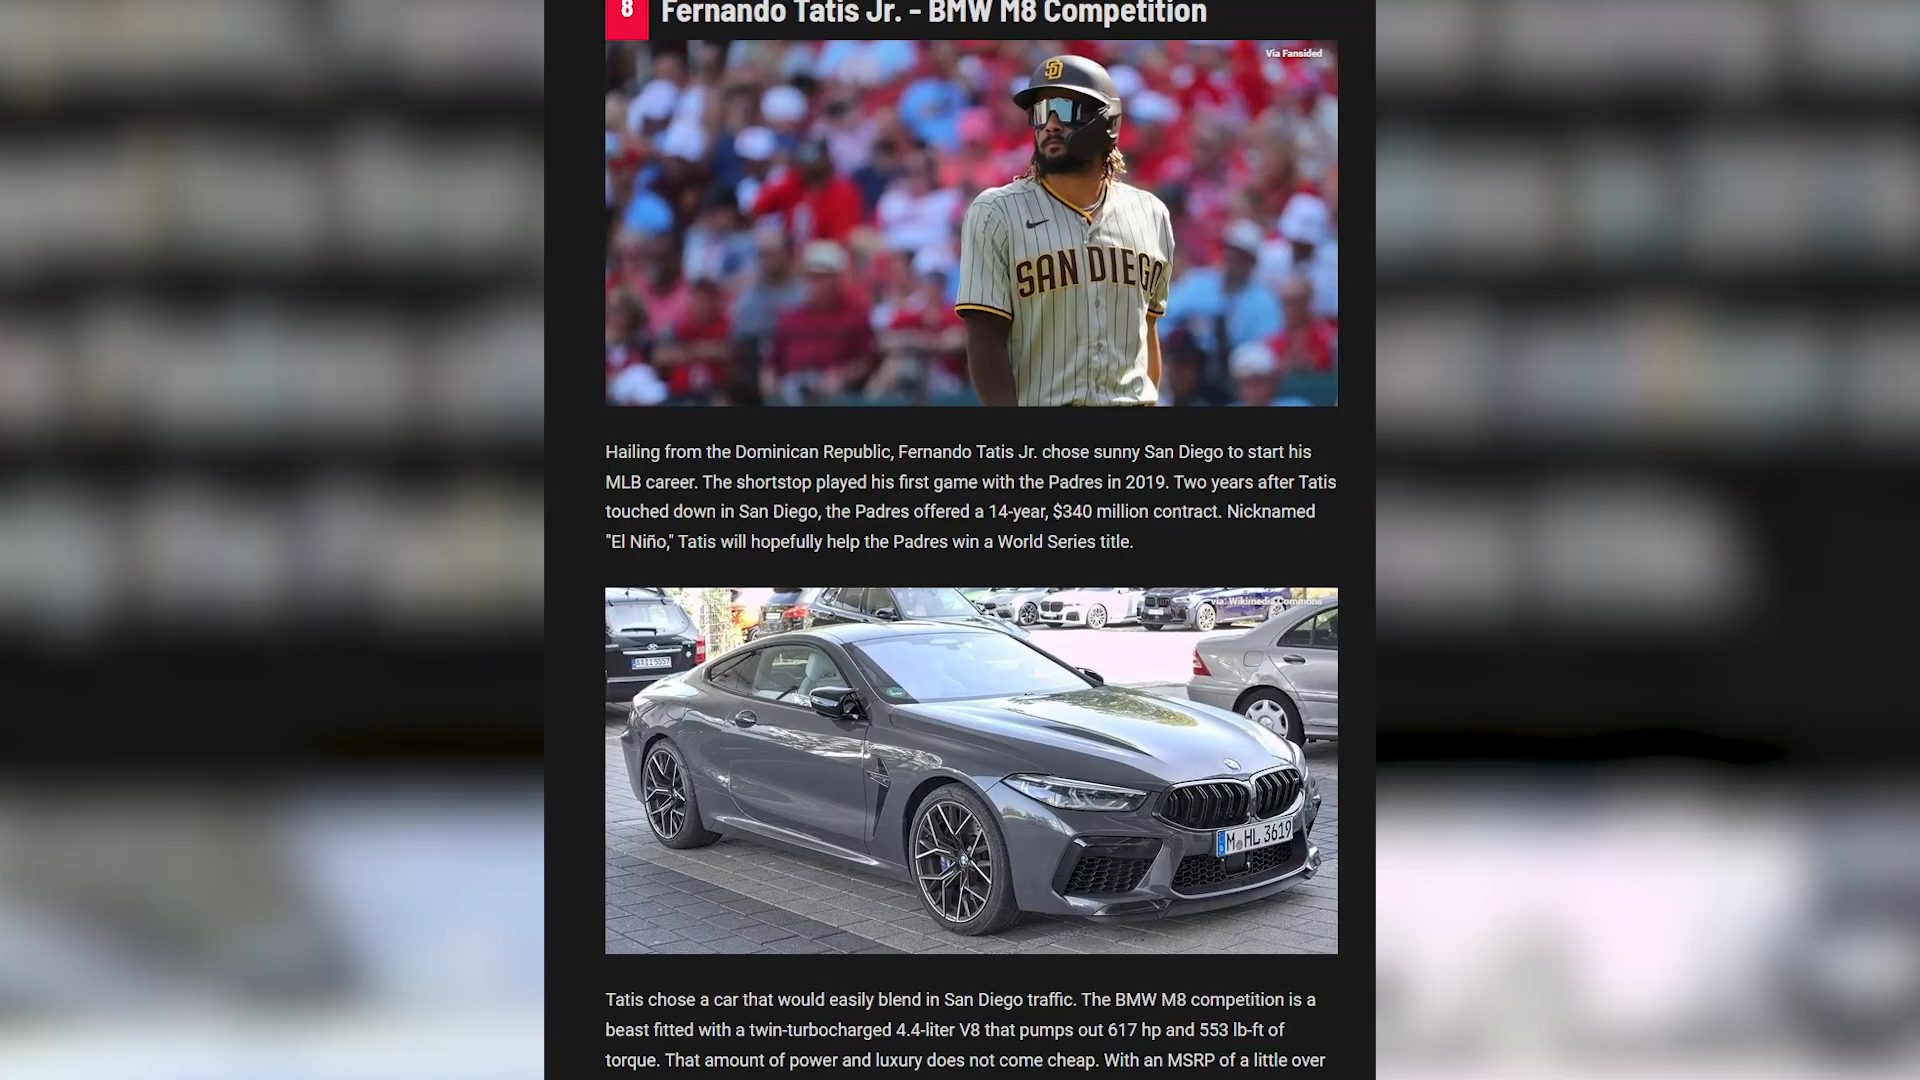 8
Fernando Tatis Jr. - BMW M8 Competition
Via Fansided
SD
SAN DIEGO
Hailing from the Dominican Republic, Fernando Tatis Jr. chose sunny San Diego to start his
MLB career. The shortstop played his first game with the Padres in 2019. Two years after Tatis
touched down in San Diego, the Padres offered a 14-year, $340 million contract. Nicknamed
"El Niño," Tatis will hopefully help the Padres win a World Series title.
via: Wikimedia Commons
M HL 3619
Tatis chose a car that would easily blend in San Diego traffic. The BMW M8 competition is a
beast fitted with a twin-turbocharged 4.4-liter V8 that pumps out 617 hp and 553 lb-ft of
torque. That amount of power and luxury does not come cheap. With an MSRP of a little over